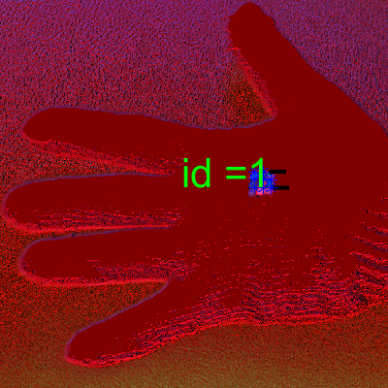 id =1